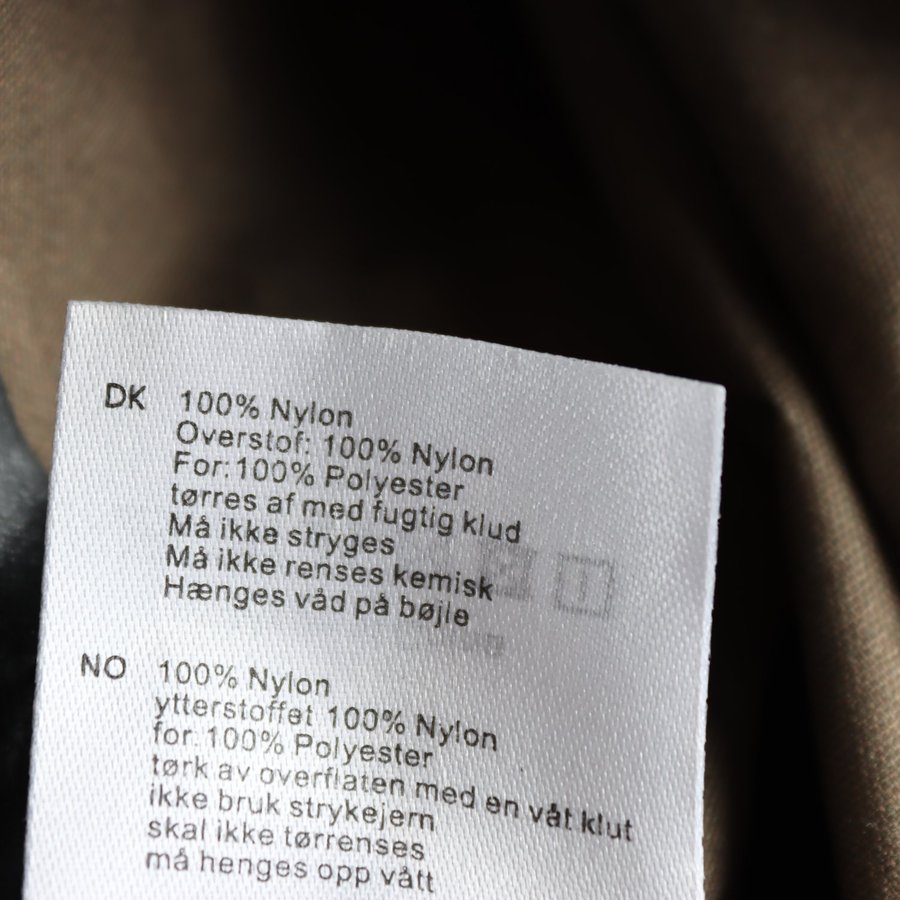 DK 100% Nylon
Overstof: 100% Nylon
For: 100% Polyester
tørres af med fugtig klud
Må ikke stryges
Må ikke renses kemisk
Hænges våd på bøjle
NO 100% Nylon
ytterstoffet 100% Nylon
for: 100% Polyester
tørk av overflaten med en våt klut
ikke bruk strykejern
skal ikke tørrenses
må henges opp vått